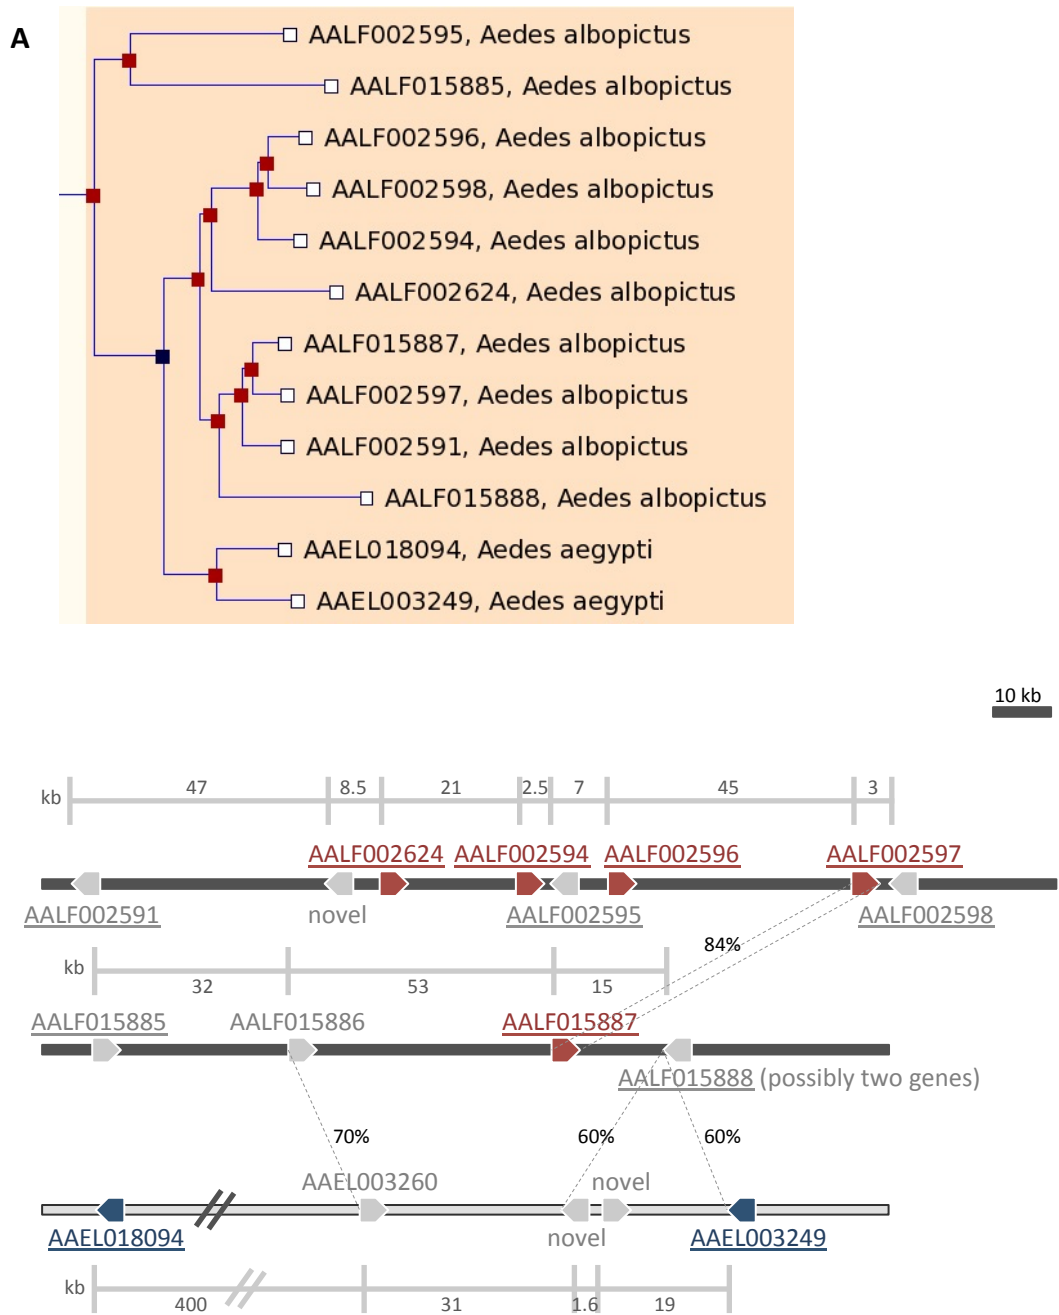 A
AALF002595, Aedes albopictus
AALF015885, Aedes albopictus
AALF002596, Aedes albopictus
AALF002598, Aedes albopictus
AALF002594, Aedes albopictus
AALF002624, Aedes albopictus
AALF015887, Aedes albopictus
AALF002597, Aedes albopictus
AALF002591, Aedes albopictus
AALF015888, Aedes albopictus
AAEL018094, Aedes aegypti
AAEL003249, Aedes aegypti
10 kb
kb 47 8.5 21 2.5 7 45 3
AALF002624 AALF002594 AALF002596 AALF002597
AALF002591 novel AALF002595 AALF002598
84%
kb 32 53 15
AALF015885 AALF015886 AALF015887
AALF015888 (possibly two genes)
70% 60% 60%
AAEL003260 novel
AAEL018094 novel AAEL003249
kb 400 31 1.6 19